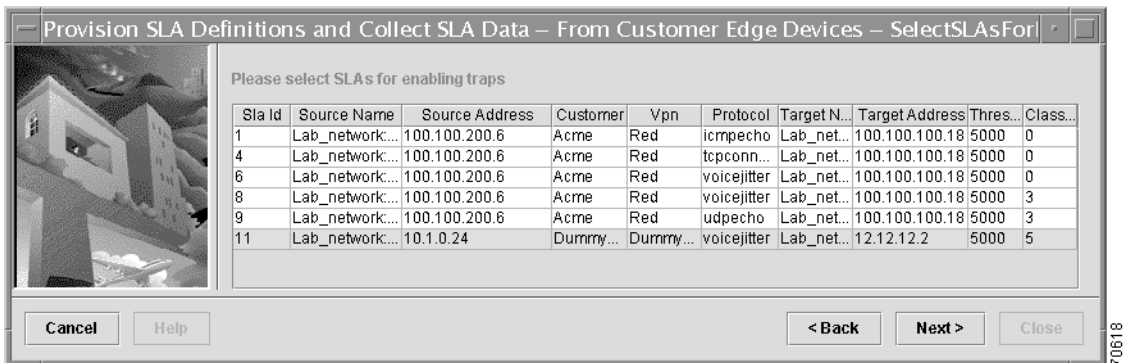 Provision SLA Definitions and Collect SLA Data – From Customer Edge Devices – SelectSLAsFor
Please select SLAs for enabling traps
Sla Id Source Name Source Address Customer Vpn Protocol Target N... Target Address Thres... Class...
1 Lab_network:... 100.100.200.6 Acme Red icmpecho Lab_net... 100.100.100.18 5000 0
4 Lab_network:... 100.100.200.6 Acme Red tcpconn... Lab_net... 100.100.100.18 5000 0
6 Lab_network:... 100.100.200.6 Acme Red voicejitter Lab_net... 100.100.100.18 5000 0
8 Lab_network:... 100.100.200.6 Acme Red voicejitter Lab_net... 100.100.100.18 5000 3
9 Lab_network:... 100.100.200.6 Acme Red udpecho Lab_net... 100.100.100.18 5000 3
11 Lab_network:... 10.1.0.24 Dummy... Dummy... voicejitter Lab_net... 12.12.12.2 5000 5
Cancel Help < Back Next > Close
70618